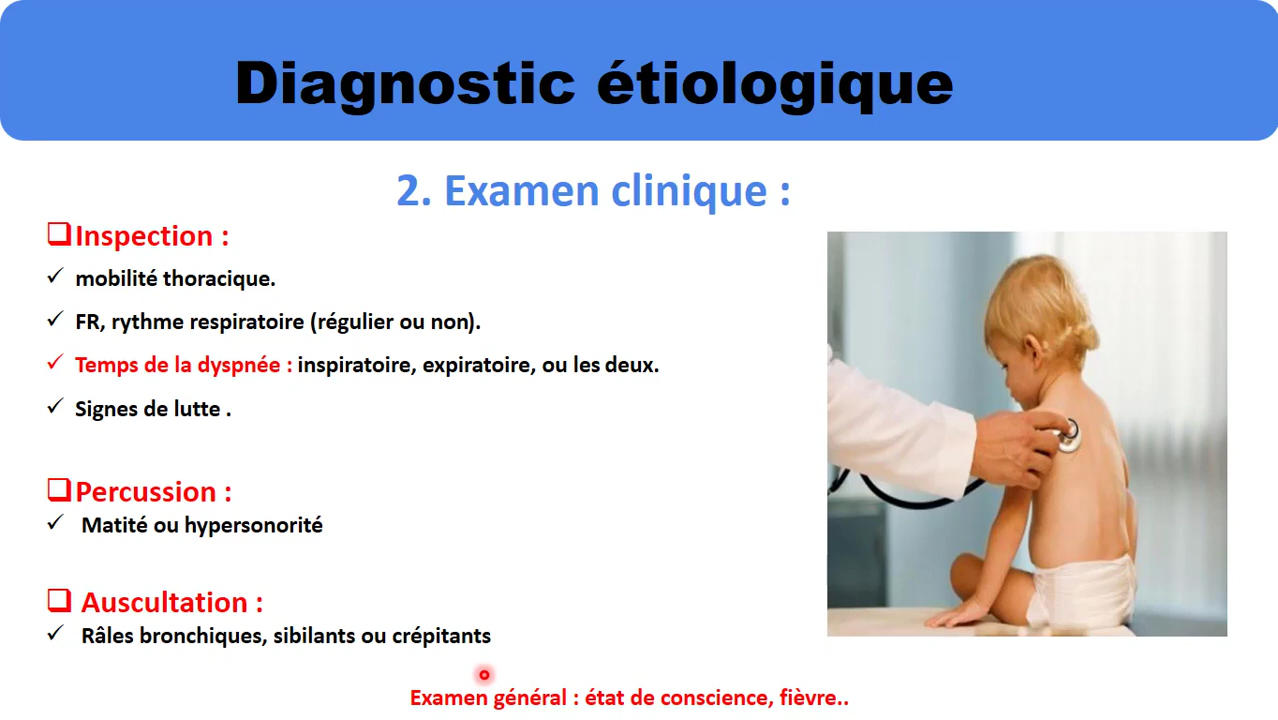 Diagnostic étiologique
2. Examen clinique :
Inspection :
mobilité thoracique.
FR, rythme respiratoire (régulier ou non).
Temps de la dyspnée : inspiratoire, expiratoire, ou les deux.
Signes de lutte .
Percussion :
Matité ou hypersonorité
Auscultation :
Râles bronchiques, sibilants ou crépitants
Examen général : état de conscience, fièvre..